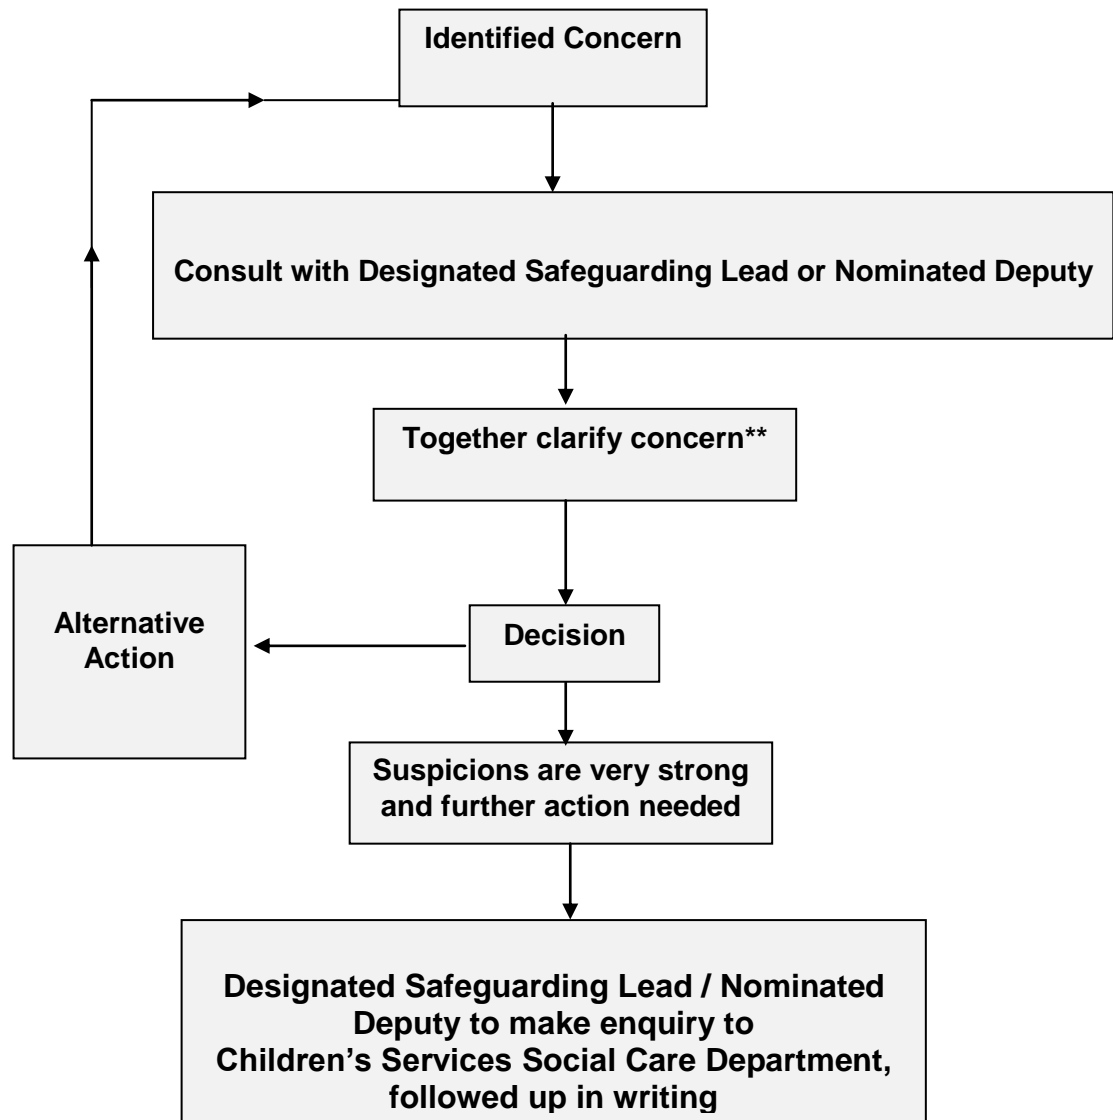 Identified Concern
Consult with Designated Safeguarding Lead or Nominated Deputy
Together clarify concern**
Alternative
Action
Decision
Suspicions are very strong
and further action needed
Designated Safeguarding Lead / Nominated
Deputy to make enquiry to
Children’s Services Social Care Department,
followed up in writing